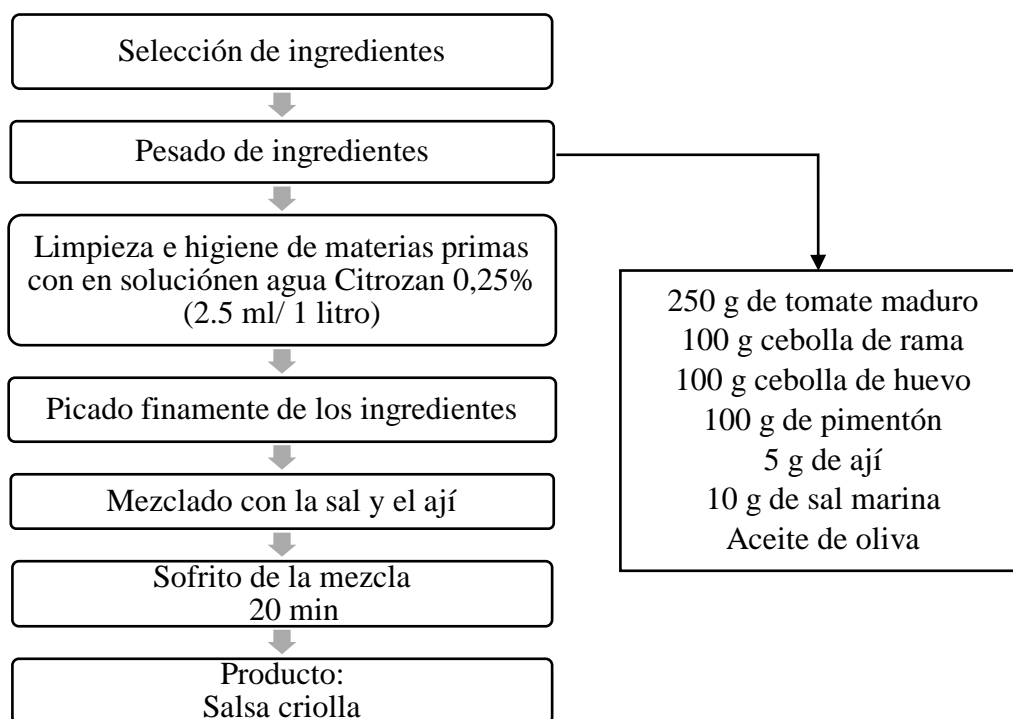 Selección de ingredientes
Pesado de ingredientes
Limpieza e higiene de materias primas
con en soluciónen agua Citrozan 0,25%
(2.5 ml/ 1 litro)
Picado finamente de los ingredientes
Mezclado con la sal y el ají
Sofrito de la mezcla
20 min
Producto:
Salsa criolla
250 g de tomate maduro
100 g cebolla de rama
100 g cebolla de huevo
100 g de pimentón
5 g de ají
10 g de sal marina
Aceite de oliva